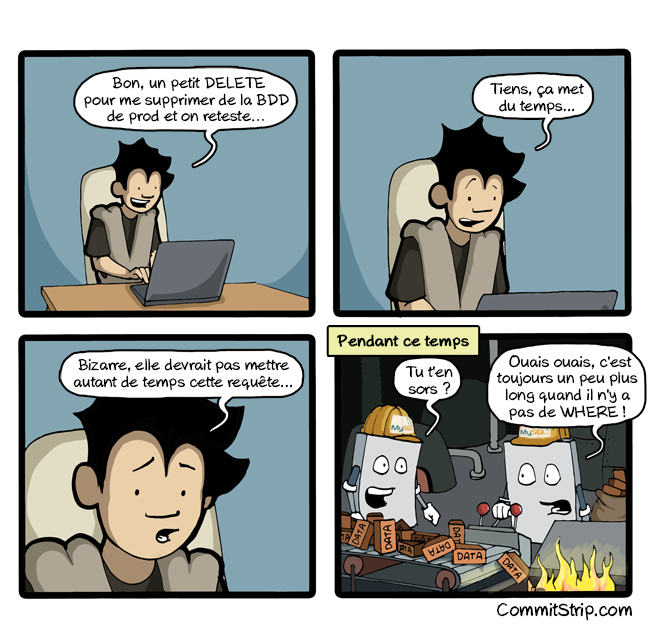 Bon, un petit DELETE
pour me supprimer de la BDD
de prod et on reteste...
Tiens, ça met
du temps...
Bizarre, elle devrait pas mettre
autant de temps cette requête...
Pendant ce temps
Tu t'en
sors ?
Ouais ouais, c'est
toujours un peu plus
long quand il n'y a
pas de WHERE !
MySQL
MySQL
DATA
DATA
DATA
DATA
DATA
DATA
DATA
CommitStrip.com